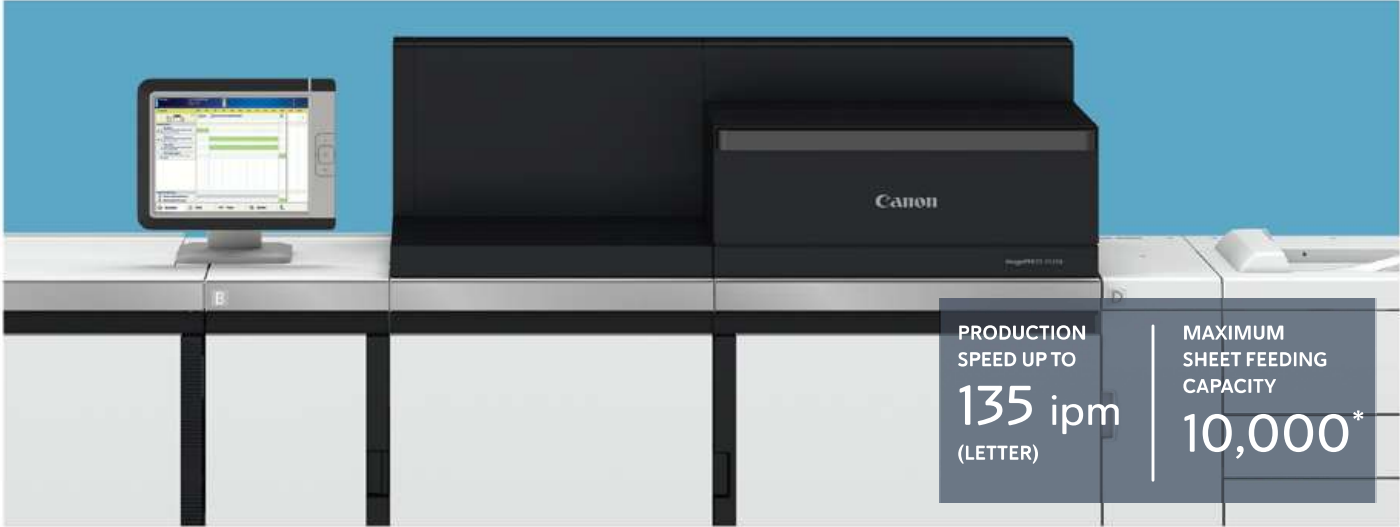 Canon
B
D
PRODUCTION
SPEED UP TO
135 ipm
(LETTER)
MAXIMUM
SHEET FEEDING
CAPACITY
10,000*